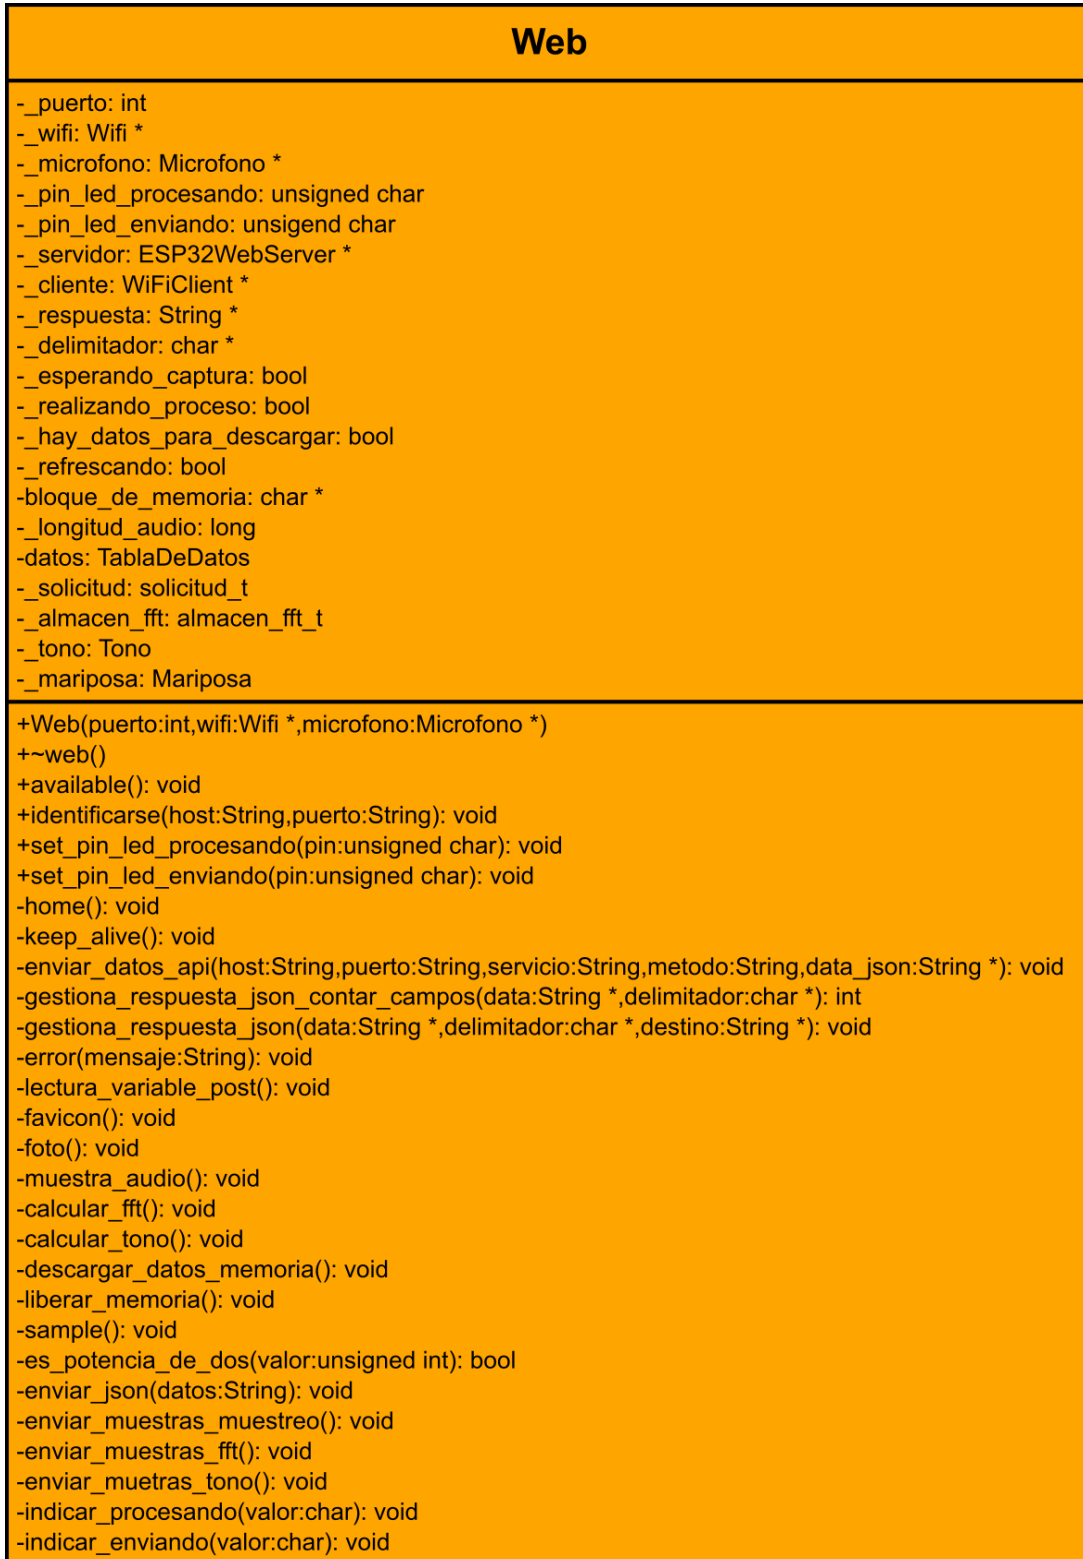 Web
-_puerto: int
-_wifi: Wifi *
-_microfono: Microfono *
-_pin_led_procesando: unsigned char
-_pin_led_enviando: unsigend char
-_servidor: ESP32WebServer *
-_cliente: WiFiClient *
-_respuesta: String *
-_delimitador: char *
-_esperando_captura: bool
-_realizando_proceso: bool
-_hay_datos_para_descargar: bool
-_refrescando: bool
-bloque_de_memoria: char *
-_longitud_audio: long
-datos: TablaDeDatos
-_solicitud: solicitud_t
-_almacen_fft: almacen_fft_t
-_tono: Tono
-_mariposa: Mariposa
+Web(puerto:int,wifi:Wifi *,microfono:Microfono *)
+~web()
+available(): void
+identificarse(host:String,puerto:String): void
+set_pin_led_procesando(pin:unsigned char): void
+set_pin_led_enviando(pin:unsigned char): void
-home(): void
-keep_alive(): void
-enviar_datos_api(host:String,puerto:String,servicio:String,metodo:String,data_json:String *): void
-gestiona_respuesta_json_contar_campos(data:String *,delimitador:char *): int
-gestiona_respuesta_json(data:String *,delimitador:char *,destino:String *): void
-error(mensaje:String): void
-lectura_variable_post(): void
-favicon(): void
-foto(): void
-muestra_audio(): void
-calcular_fft(): void
-calcular_tono(): void
-descargar_datos_memoria(): void
-liberar_memoria(): void
-sample(): void
-es_potencia_de_dos(valor:unsigned int): bool
-enviar_json(datos:String): void
-enviar_muestras_muestreo(): void
-enviar_muestras_fft(): void
-enviar_muetras_tono(): void
-indicar_procesando(valor:char): void
-indicar_enviando(valor:char): void